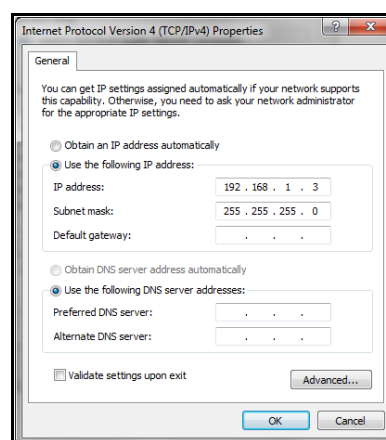 Internet Protocol Version 4 (TCP/IPv4) Properties
General
You can get IP settings assigned automatically if your network supports
this capability. Otherwise, you need to ask your network administrator
for the appropriate IP settings.
Obtain an IP address automatically
Use the following IP address:
IP address: 192 . 168 . 1 . 3
Subnet mask: 255 . 255 . 255 . 0
Default gateway: . . .
Obtain DNS server address automatically
Use the following DNS server addresses:
Preferred DNS server: . . .
Alternate DNS server: . . .
Validate settings upon exit
Advanced...
OK Cancel